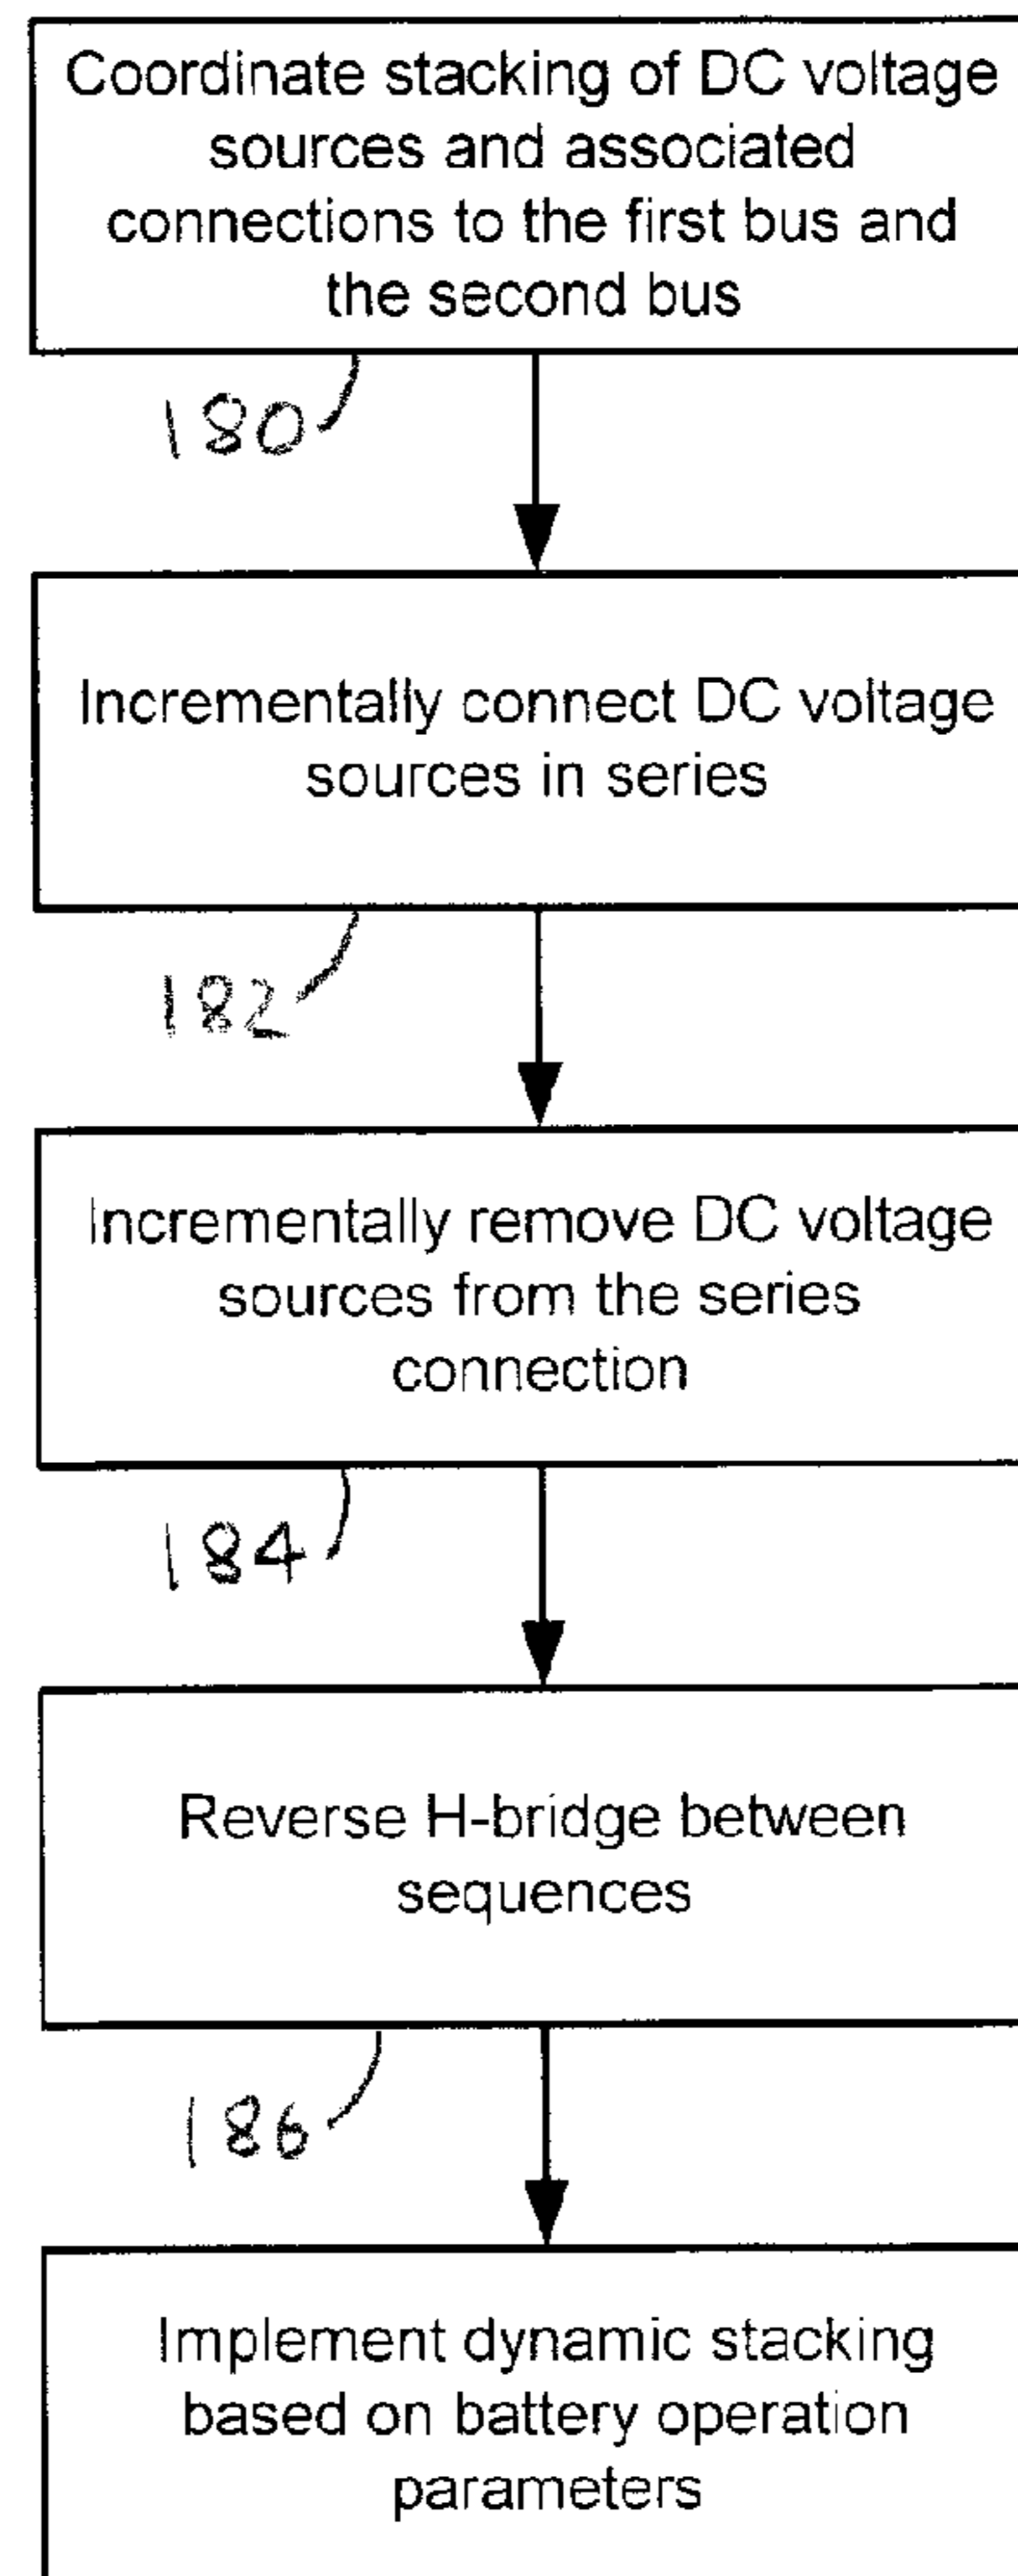 Coordinate stacking of DC voltage
sources and associated
connections to the first bus and
the second bus
180
Incrementally connect DC voltage
sources in series
182
Incrementally remove DC voltage
sources from the series
connection
184
Reverse H-bridge between
sequences
186
Implement dynamic stacking
based on battery operation
parameters